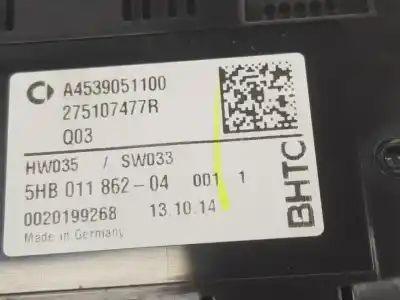 A4539051100
275107477R
Q03
HW035 / SW033
5HB 011 862-04 001 1
0020199268 13.10.14
Made in Germany
BHTC